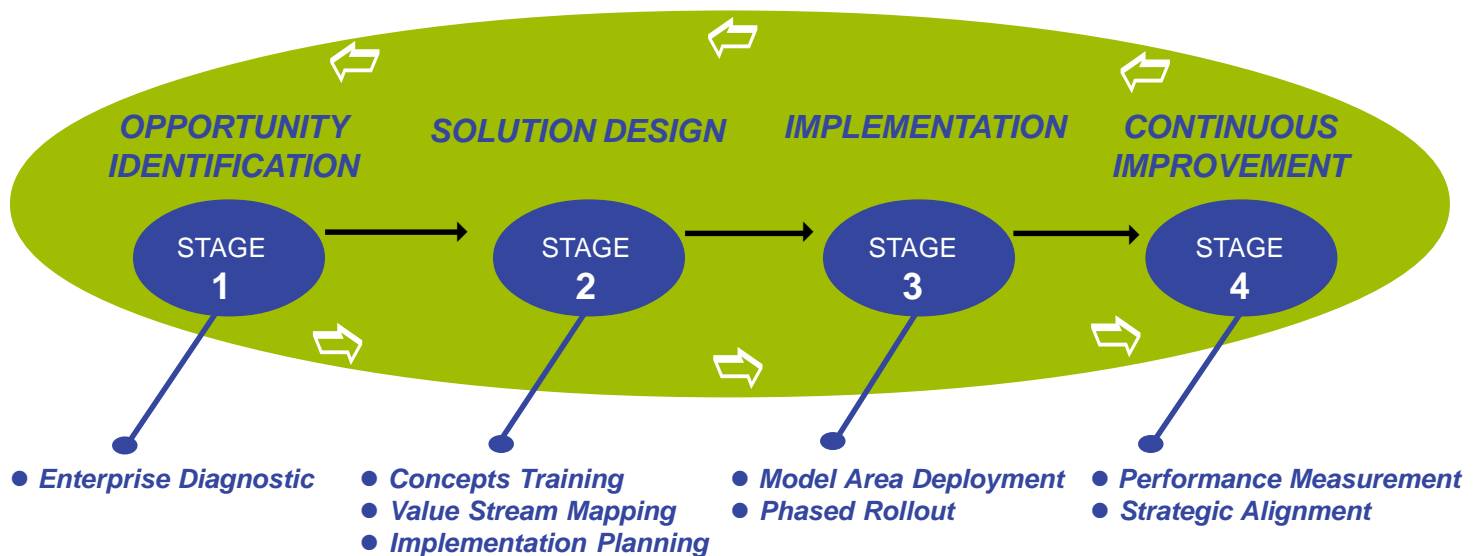 OPPORTUNITY
IDENTIFICATION
SOLUTION DESIGN
IMPLEMENTATION
CONTINUOUS
IMPROVEMENT
STAGE
1
STAGE
2
STAGE
3
STAGE
4
● Enterprise Diagnostic
● Concepts Training
● Value Stream Mapping
● Implementation Planning
● Model Area Deployment
● Phased Rollout
● Performance Measurement
● Strategic Alignment